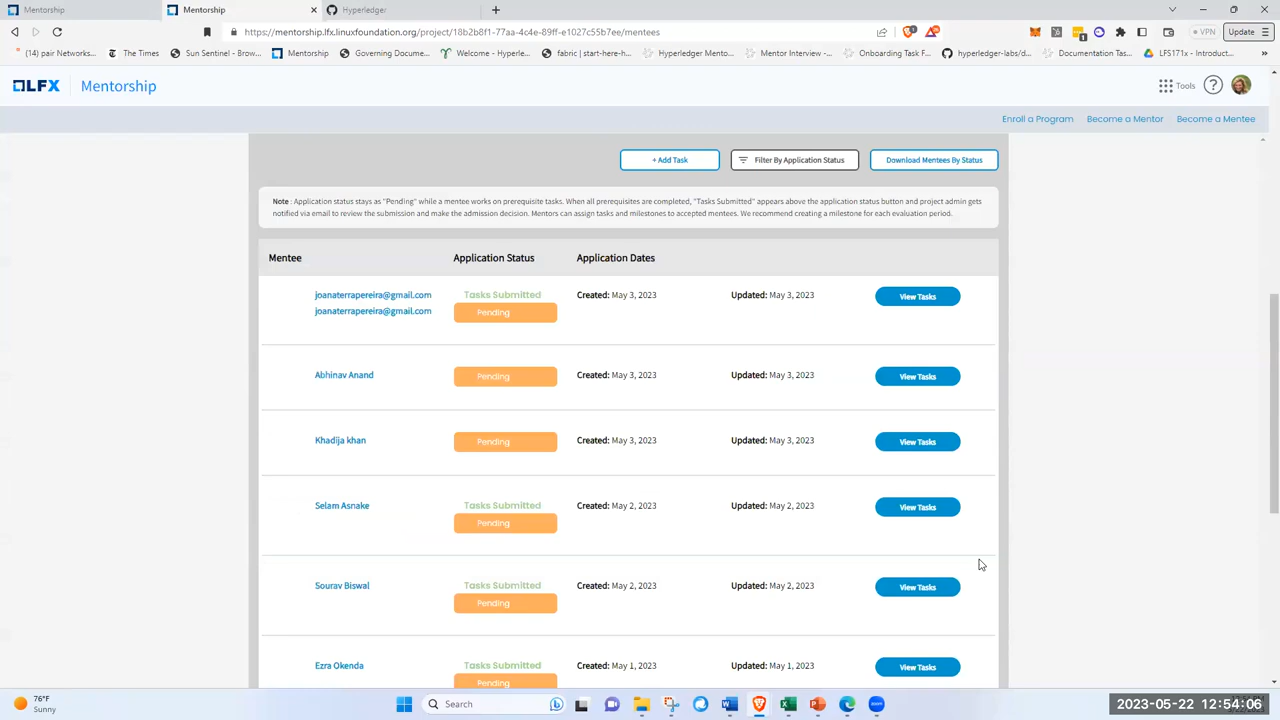 Mentorship
Mentorship
Hyperledger
https://mentorship.lfx.linuxfoundation.org/project/18b2b8f1-77aa-4c4e-89ff-e1027c55b7ee/mentees
VPN
Update
(14) pair Networks...
The Times
Sun Sentinel - Brow...
Mentorship
Governing Docume...
Welcome - Hyperle...
fabric | start-here-h...
Hyperledger Mento...
Mentor Interview -...
Onboarding Task F...
hyperledger-labs/d...
Documentation Tas...
LFS171x - Introduct...
LFX Mentorship
Tools
Enroll a Program
Become a Mentor
Become a Mentee
+ Add Task
Filter By Application Status
Download Mentees By Status
Note : Application status stays as "Pending" while a mentee works on prerequisite tasks. When all prerequisites are completed, "Tasks Submitted" appears above the application status button and project admin gets
notified via email to review the submission and make the admission decision. Mentors can assign tasks and milestones to accepted mentees. We recommend creating a milestone for each evaluation period.
Mentee
Application Status
Application Dates
joanaterrapereira@gmail.com
joanaterrapereira@gmail.com
Tasks Submitted
Pending
Created: May 3, 2023
Updated: May 3, 2023
View Tasks
Abhinav Anand
Pending
Created: May 3, 2023
Updated: May 3, 2023
View Tasks
Khadija khan
Pending
Created: May 3, 2023
Updated: May 3, 2023
View Tasks
Selam Asnake
Tasks Submitted
Pending
Created: May 2, 2023
Updated: May 2, 2023
View Tasks
Sourav Biswal
Tasks Submitted
Pending
Created: May 2, 2023
Updated: May 2, 2023
View Tasks
Ezra Okenda
Tasks Submitted
Pending
Created: May 1, 2023
Updated: May 1, 2023
View Tasks
76°F
Sunny
Search
2023-05-22 12:54:06